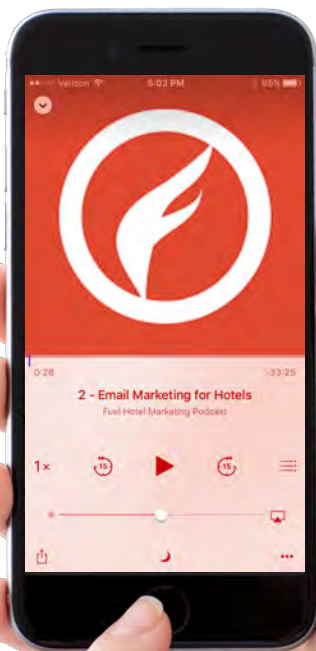 Verizon 5:03 PM 65%
0:28 -33:25
2 - Email Marketing for Hotels
Fuel Hotel Marketing Podcast
1× 15 15